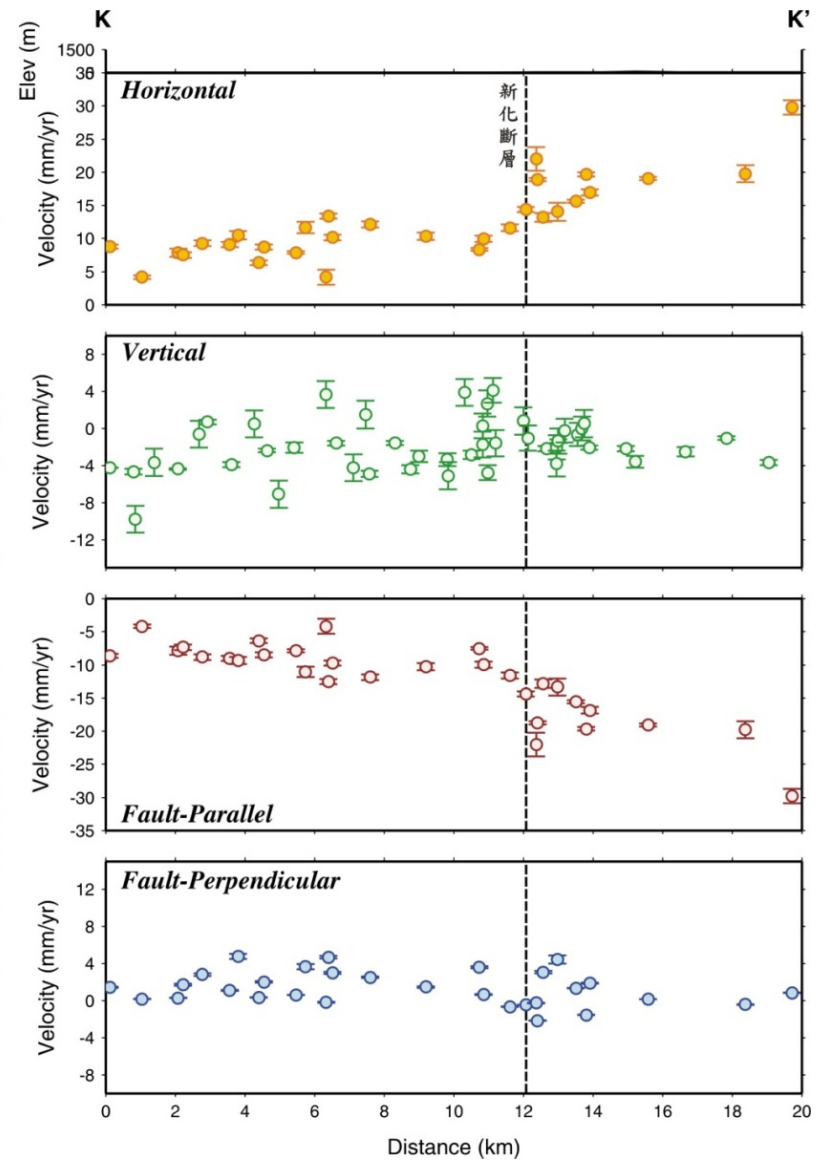 K K'
Elev (m)
1500
0
Horizontal
新化斷層
Velocity (mm/yr)
30
25
20
15
10
5
0
Vertical
Velocity (mm/yr)
8
4
0
-4
-8
-12
Fault-Parallel
Velocity (mm/yr)
0
-5
-10
-15
-20
-25
-30
-35
Fault-Perpendicular
Velocity (mm/yr)
12
8
4
0
-4
-8
0 2 4 6 8 10 12 14 16 18 20
Distance (km)